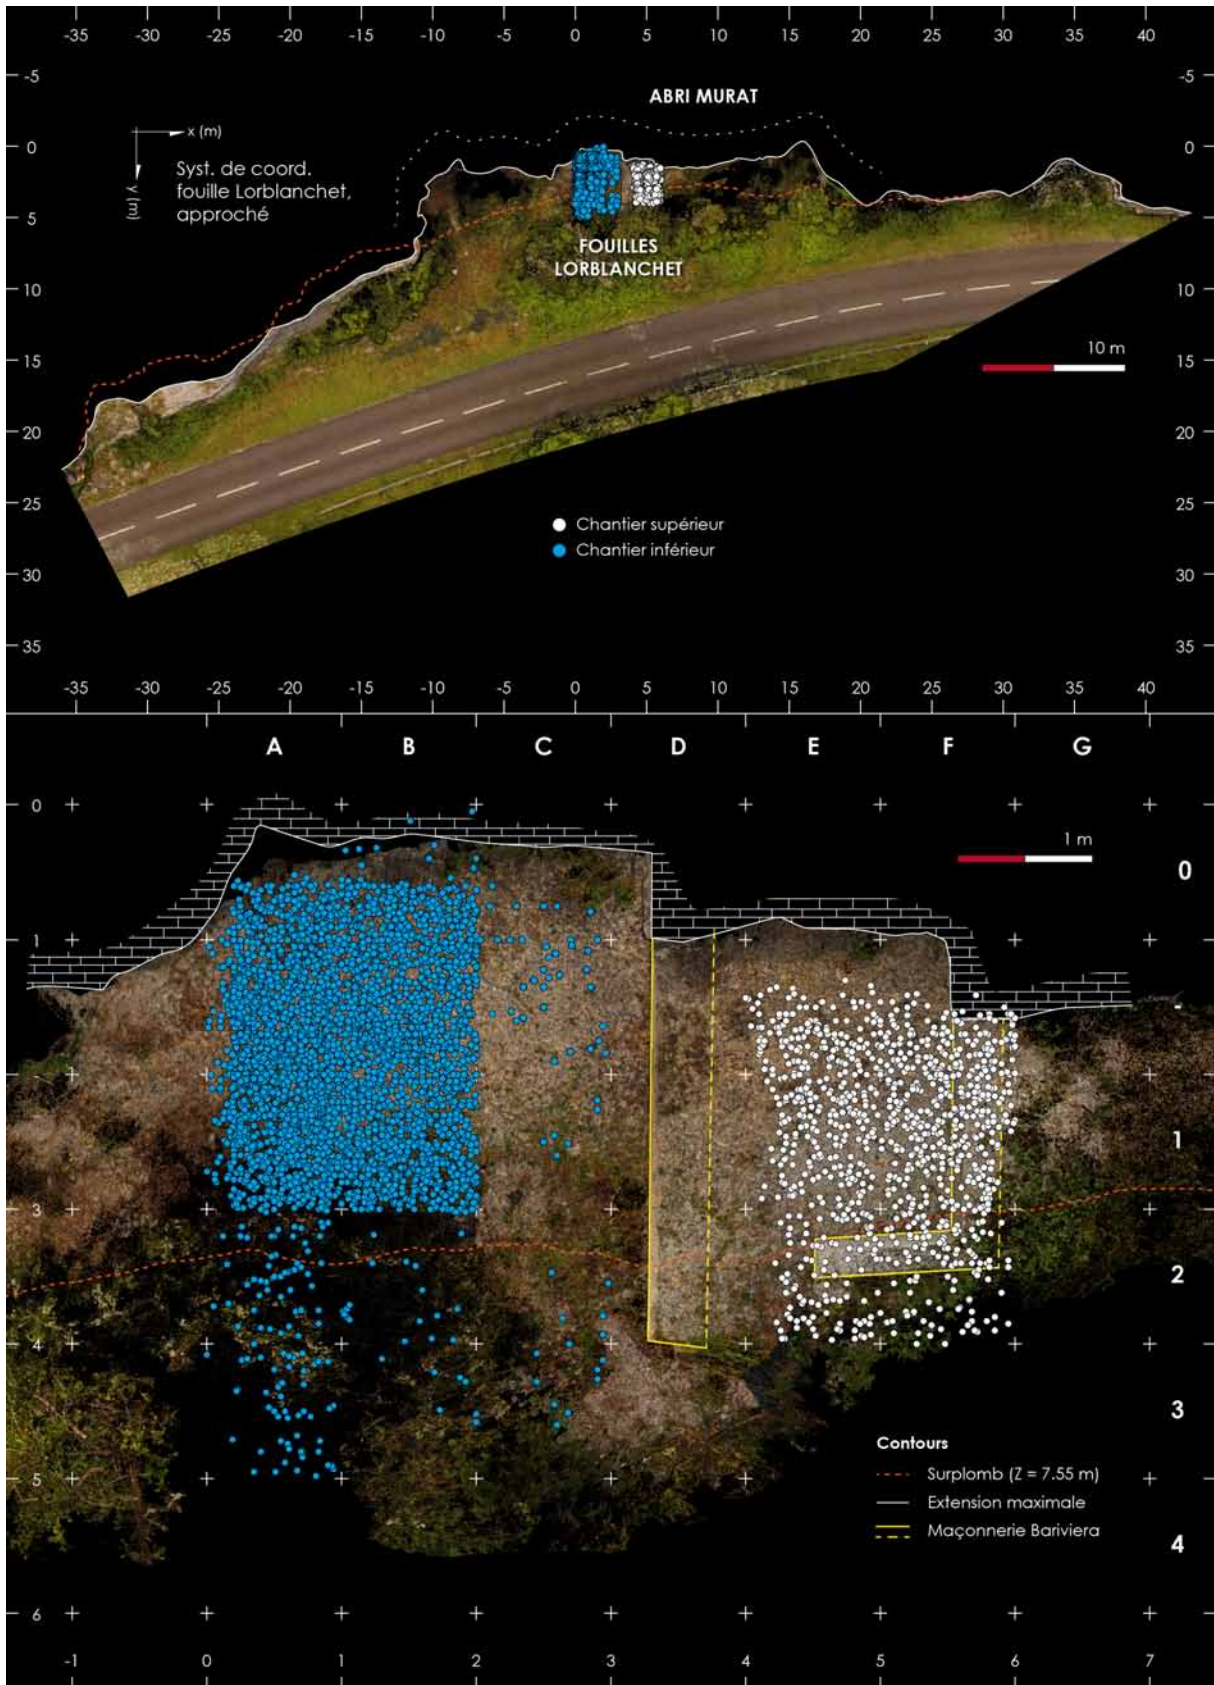 -35 -30 -25 -20 -15 -10 -5 0 5 10 15 20 25 30 35 40
-5 -5
ABRI MURAT
x (m)
0 0
Syst. de coord.
fouille Lorblanchet,
approché
y (m)
5 5
FOUILLES
LORBLANCHET
10 10
10 m
15 15
20 20
25 25
Chantier supérieur
Chantier inférieur
30 30
35 35
-35 -30 -25 -20 -15 -10 -5 0 5 10 15 20 25 30 35 40
A B C D E F G
0
1 m
0
1
1
3
2
4
3
Contours
Surplomb (Z = 7.55 m)
5
Extension maximale
Maçonnerie Bariviera
4
6
-1 0 1 2 3 4 5 6 7